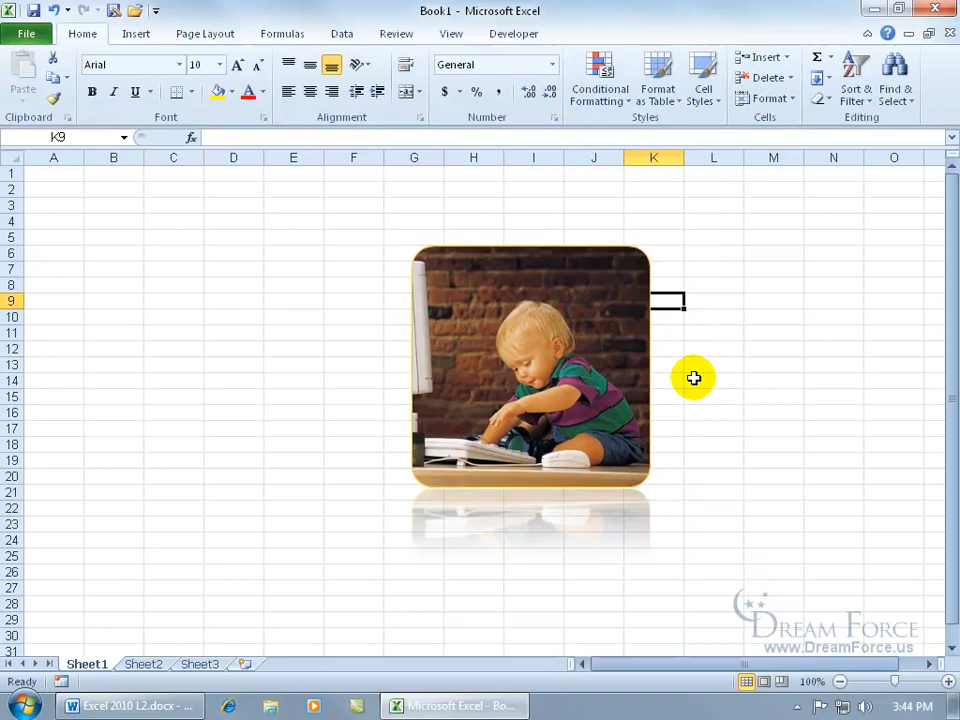 Book1 - Microsoft Excel
File Home Insert Page Layout Formulas Data Review View Developer
Paste
Arial 10
B I U A
General
$ % ,
Conditional Formatting
Format as Table
Cell Styles
Insert
Delete
Format
Σ
Sort & Filter
Find & Select
Clipboard Font Alignment Number Styles Cells Editing
K9 fx
A B C D E F G H I J K L M N O
1
2
3
4
5
6
7
8
9
10
11
12
13
14
15
16
17
18
19
20
21
22
23
24
25
26
27
28
29
30
31
DREAM FORCE
www.DreamForce.us
Sheet1 Sheet2 Sheet3
Ready 100%
Excel 2010 L2.docx - ... Microsoft Excel - Bo... 3:44 PM